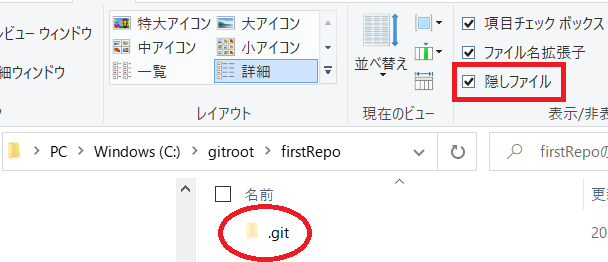 特大アイコン 大アイコン 項目チェック ボックス
レビュー ウィンドウ 中アイコン 小アイコン 並べ替え ファイル名拡張子
細ウィンドウ 一覧 詳細 隠しファイル
レイアウト 現在のビュー 表示/非表
PC > Windows (C:) > gitroot > firstRepo firstRepoの
名前 更新
.git 20